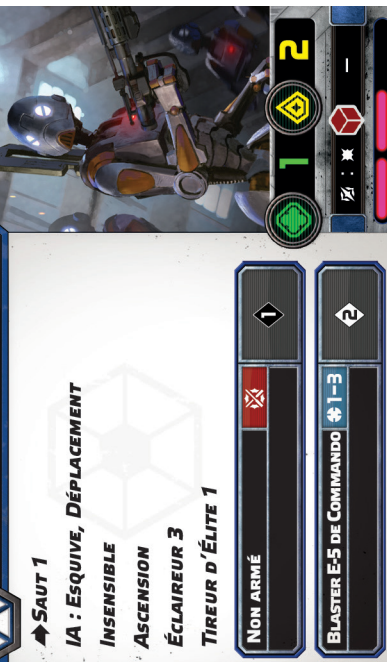 Saut 1
IA : Esquive, Déplacement
Insensible
Ascension
Éclaireur 3
Tireur d'Élite 1
Non armé
1
Blaster E-5 de Commando
1-3
2
1
2
: –